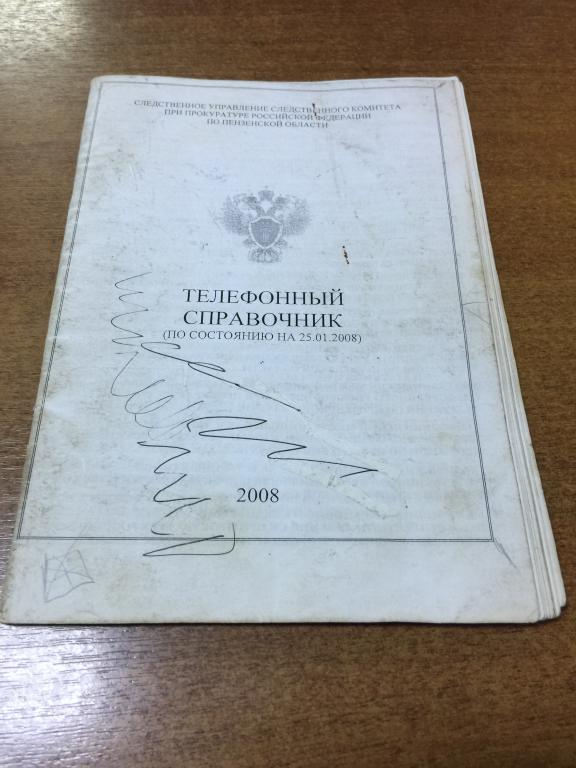 СЛЕДСТВЕННОЕ УПРАВЛЕНИЕ СЛЕДСТВЕННОГО КОМИТЕТА
ПРИ ПРОКУРАТУРЕ РОССИЙСКОЙ ФЕДЕРАЦИИ
ПО ПЕНЗЕНСКОЙ ОБЛАСТИ
ТЕЛЕФОННЫЙ
СПРАВОЧНИК
(ПО СОСТОЯНИЮ НА 25.01.2008)
2008